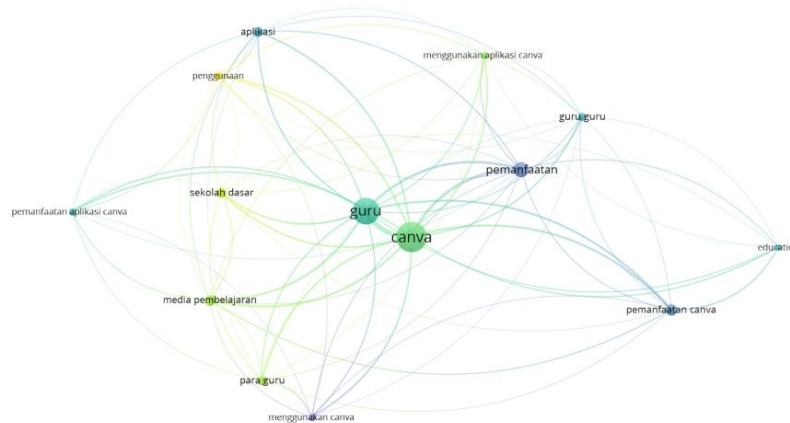 aplikasi
menggunakan aplikasi canva
penggunaan
guru guru
pemanfaatan
sekolah dasar
pemanfaatan aplikasi canva
guru
canva
educatio
media pembelajaran
pemanfaatan canva
para guru
menggunakan canva